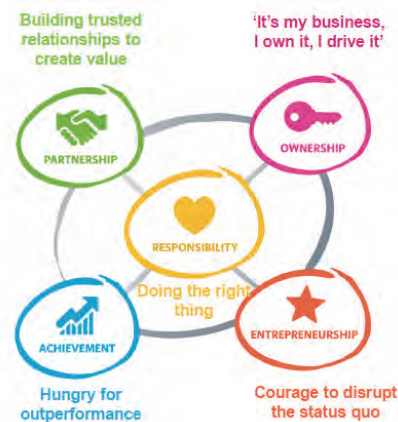 Building trusted
relationships to
create value
'It's my business,
I own it, I drive it'
PARTNERSHIP
OWNERSHIP
RESPONSIBILITY
Doing the right
thing
ACHIEVEMENT
ENTREPRENEURSHIP
Hungry for
outperformance
Courage to disrupt
the status quo